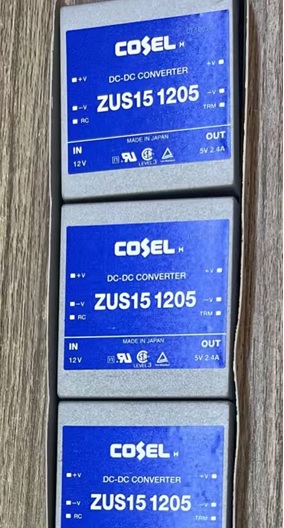 COSEL H
DC-DC CONVERTER
+V +V
ZUS15 1205
-V -V
RC TRM
MADE IN JAPAN
IN OUT
12V 5V 2.4A
LEVEL 3
COSEL H
DC-DC CONVERTER
+V +V
ZUS15 1205
-V -V
RC TRM
MADE IN JAPAN
IN OUT
12V 5V 2.4A
LEVEL 3
COSEL H
DC-DC CONVERTER
+V +V
ZUS15 1205
-V -V